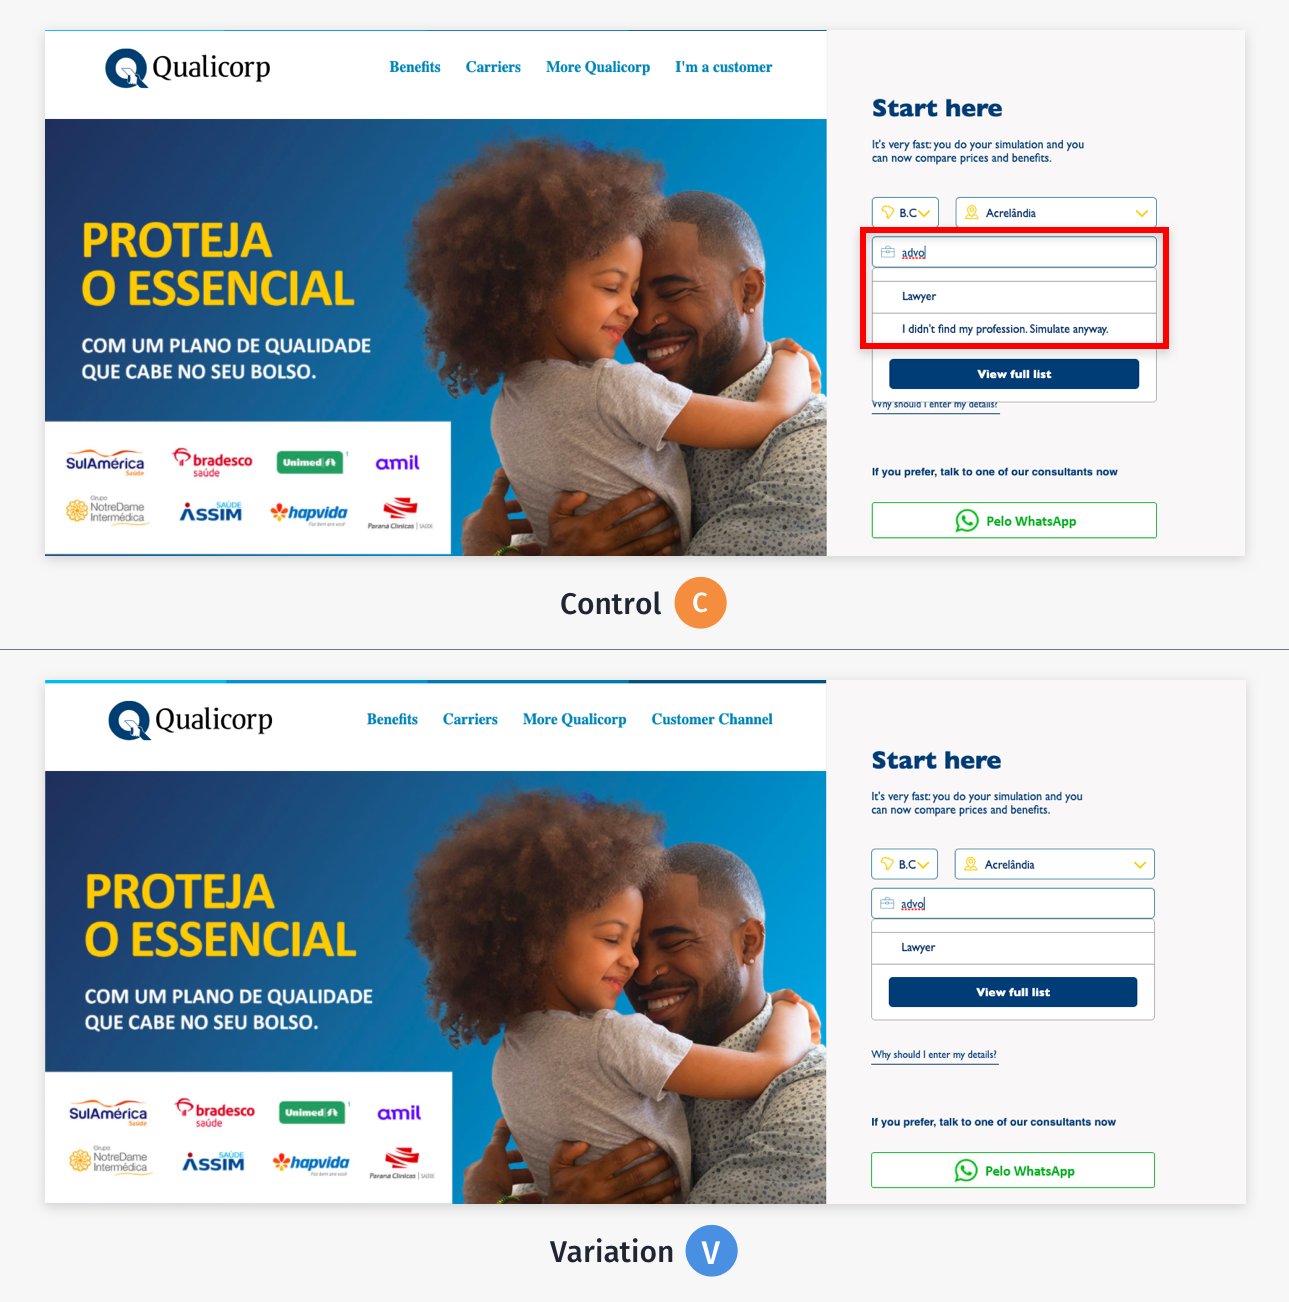 Qualicorp
Benefits Carriers More Qualicorp I'm a customer
PROTEJA
O ESSENCIAL
COM UM PLANO DE QUALIDADE
QUE CABE NO SEU BOLSO.
SulAmérica
Saúde
bradesco
saúde
Unimed
amil
Grupo
NotreDame
Intermédica
SAÚDE
ASSIM
hapvida
Paraná Clínicas | SAÚDE
Start here
It's very fast: you do your simulation and you
can now compare prices and benefits.
B.C
Acrelândia
advo
Lawyer
I didn't find my profession. Simulate anyway.
View full list
Why should I enter my details?
If you prefer, talk to one of our consultants now
Pelo WhatsApp
Control C
Qualicorp
Benefits Carriers More Qualicorp Customer Channel
PROTEJA
O ESSENCIAL
COM UM PLANO DE QUALIDADE
QUE CABE NO SEU BOLSO.
SulAmérica
Saúde
bradesco
saúde
Unimed
amil
Grupo
NotreDame
Intermédica
SAÚDE
ASSIM
hapvida
Paraná Clínicas | SAÚDE
Start here
It's very fast: you do your simulation and you
can now compare prices and benefits.
B.C
Acrelândia
advo
Lawyer
View full list
Why should I enter my details?
If you prefer, talk to one of our consultants now
Pelo WhatsApp
Variation V